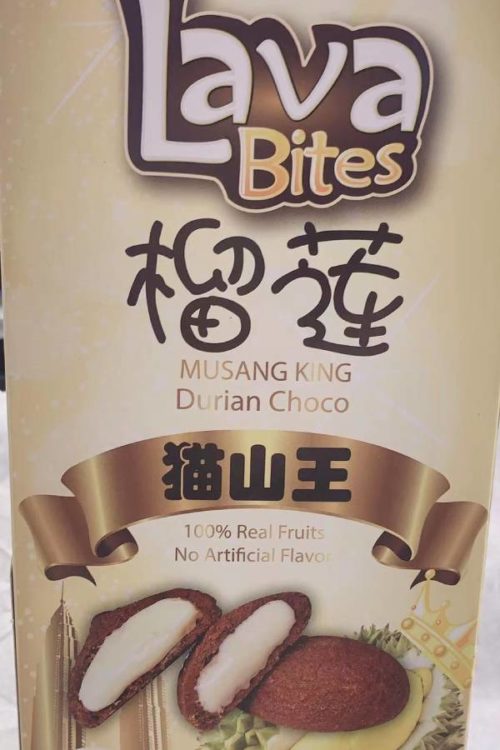 Lava
Bites
榴莲
MUSANG KING
Durian Choco
猫山王
100% Real Fruits
No Artificial Flavor